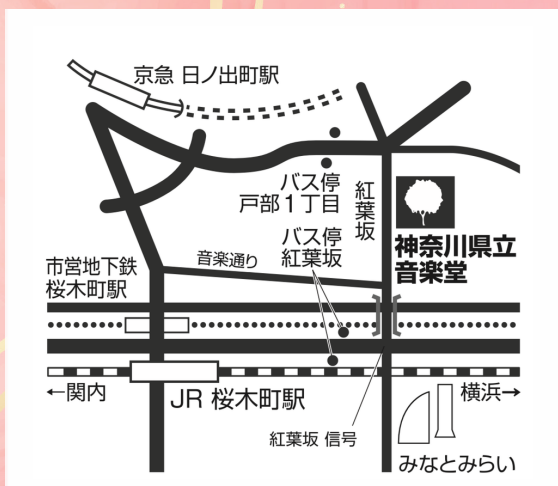 京急 日ノ出町駅
バス停
戸部1丁目
紅葉坂
バス停
紅葉坂
神奈川県立
音楽堂
音楽通り
市営地下鉄
桜木町駅
←関内
JR 桜木町駅
横浜→
紅葉坂 信号
みなとみらい